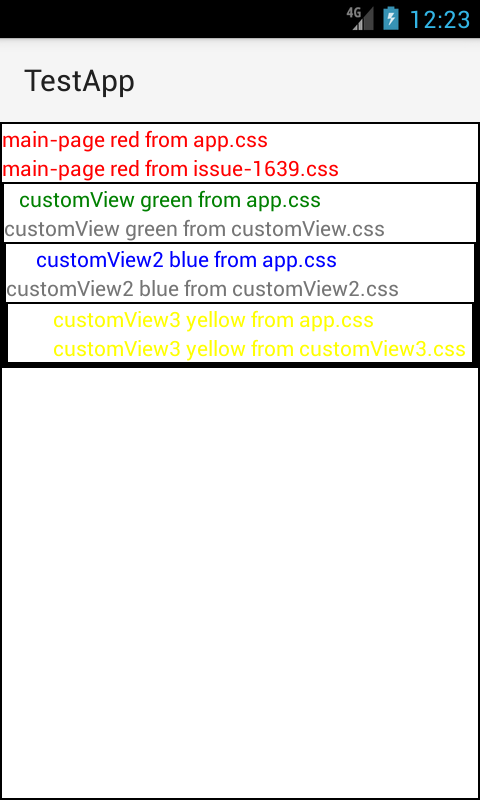 4G 12:23
TestApp
main-page red from app.css
main-page red from issue-1639.css
customView green from app.css
customView green from customView.css
customView2 blue from app.css
customView2 blue from customView2.css
customView3 yellow from app.css
customView3 yellow from customView3.css